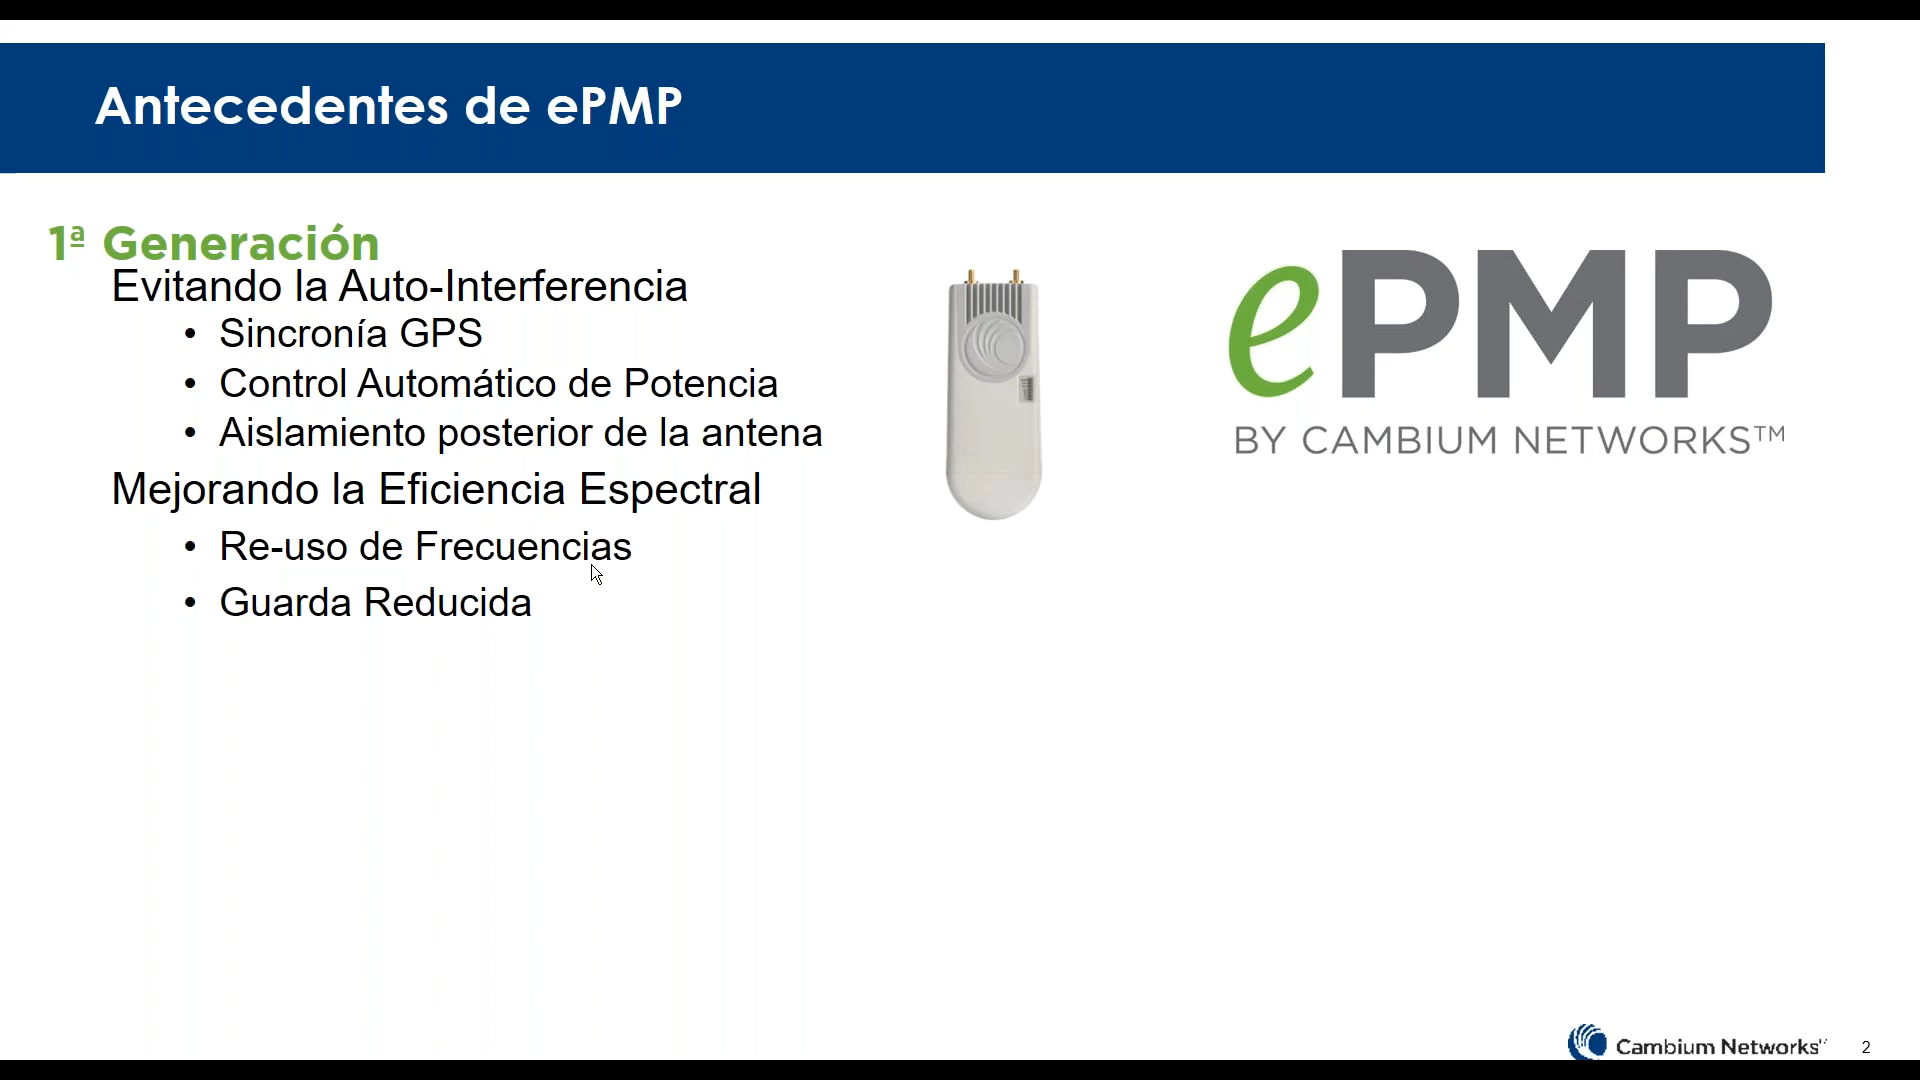 Antecedentes de ePMP
1ª Generación
Evitando la Auto-Interferencia
• Sincronía GPS
• Control Automático de Potencia
• Aislamiento posterior de la antena
Mejorando la Eficiencia Espectral
• Re-uso de Frecuencias
• Guarda Reducida
ePMP
BY CAMBIUM NETWORKS™
Cambium Networks™
2